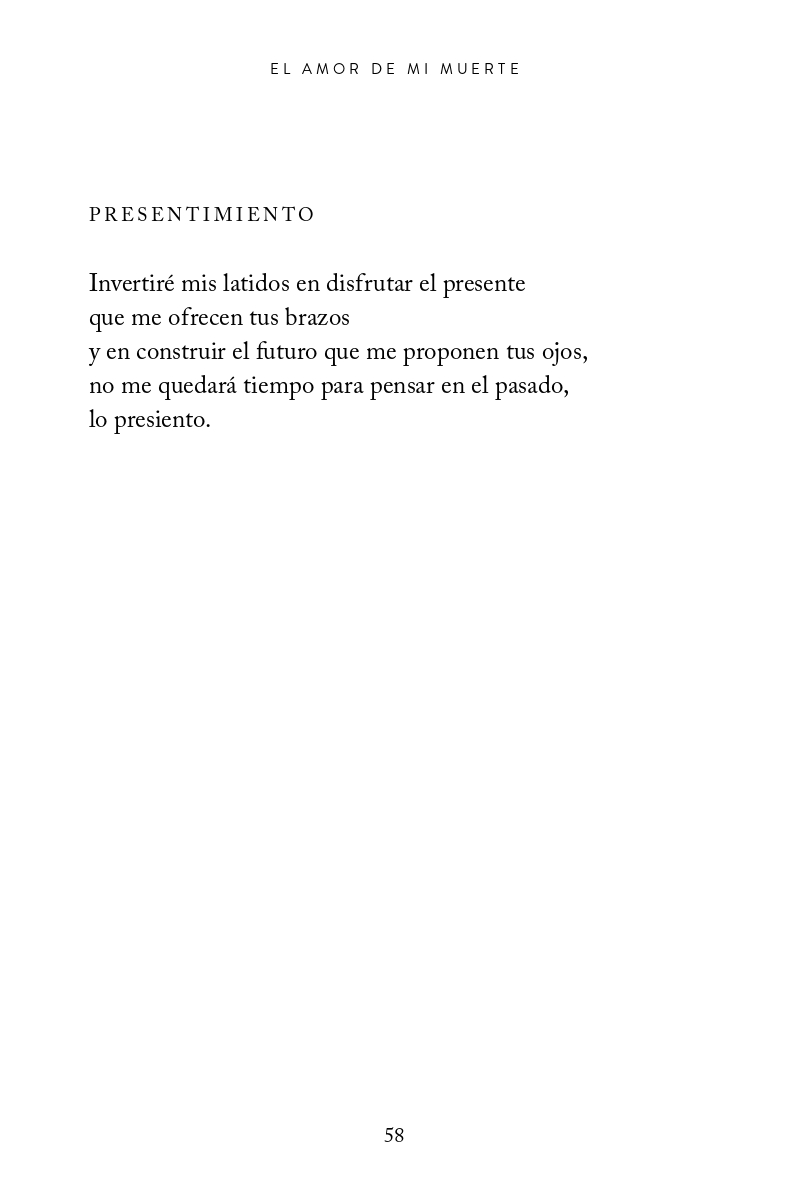 EL AMOR DE MI MUERTE
PRESENTIMIENTO
Invertiré mis latidos en disfrutar el presente
que me ofrecen tus brazos
y en construir el futuro que me proponen tus ojos,
no me quedará tiempo para pensar en el pasado,
lo presiento.
58